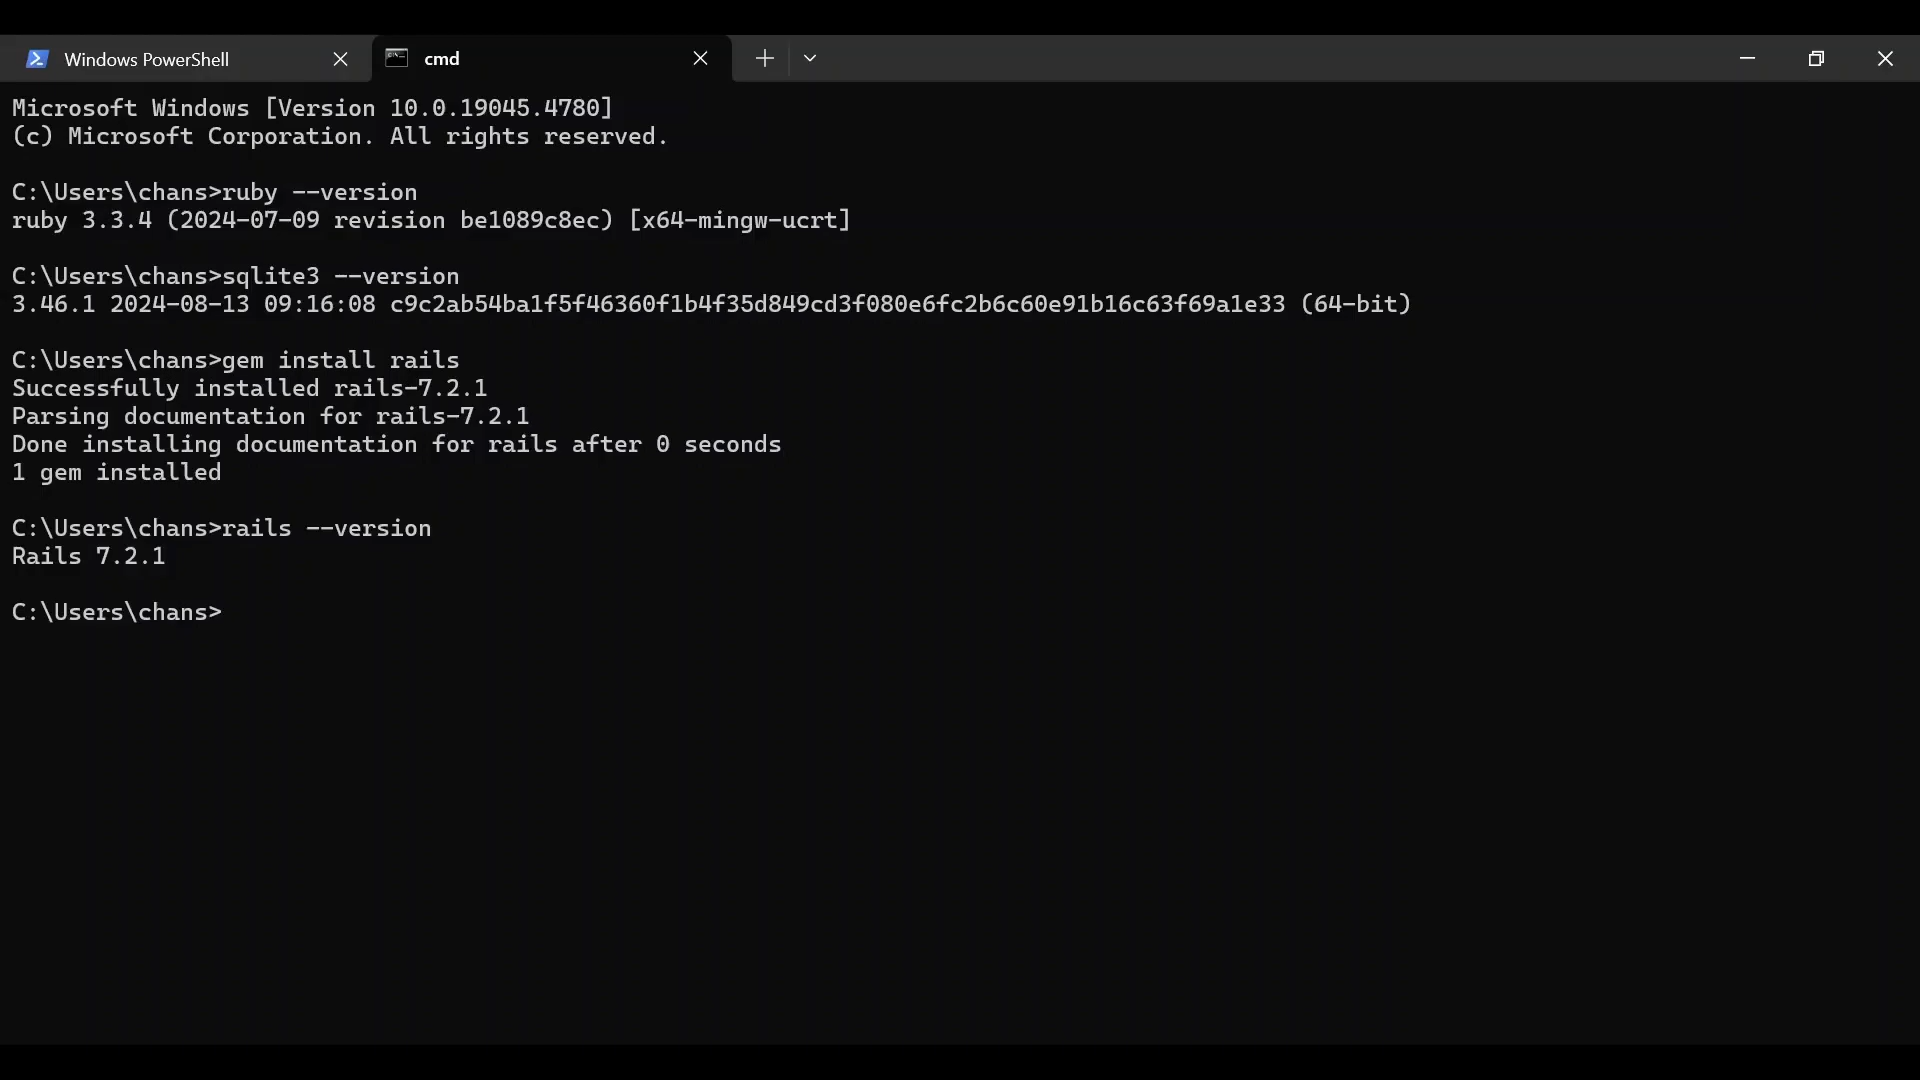 Windows PowerShell
cmd
Microsoft Windows [Version 10.0.19045.4780]
(c) Microsoft Corporation. All rights reserved.
C:\Users\chans>ruby --version
ruby 3.3.4 (2024-07-09 revision be1089c8ec) [x64-mingw-ucrt]
C:\Users\chans>sqlite3 --version
3.46.1 2024-08-13 09:16:08 c9c2ab54ba1f5f46360f1b4f35d849cd3f080e6fc2b6c60e91b16c63f69a1e33 (64-bit)
C:\Users\chans>gem install rails
Successfully installed rails-7.2.1
Parsing documentation for rails-7.2.1
Done installing documentation for rails after 0 seconds
1 gem installed
C:\Users\chans>rails --version
Rails 7.2.1
C:\Users\chans>